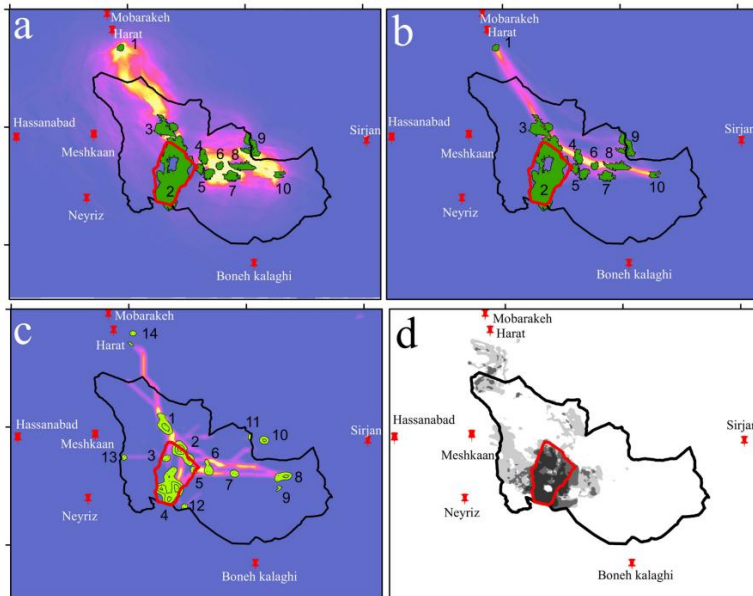 a
Mobarakeh
Harat
1
Hassanabad
Meshkaan
3
4
6
8
9
Sirjan
2
5
7
10
Neyriz
Boneh kalaghi
b
Mobarakeh
Harat
1
Hassanabad
Meshkaan
3
4
6
8
9
Sirjan
2
5
7
10
Neyriz
Boneh kalaghi
c
Mobarakeh
Harat
14
Hassanabad
Meshkaan
1
2
11
10
Sirjan
13
3
6
5
7
8
9
4
12
Neyriz
Boneh kalaghi
d
Mobarakeh
Harat
Hassanabad
Meshkaan
Sirjan
Neyriz
Boneh kalaghi